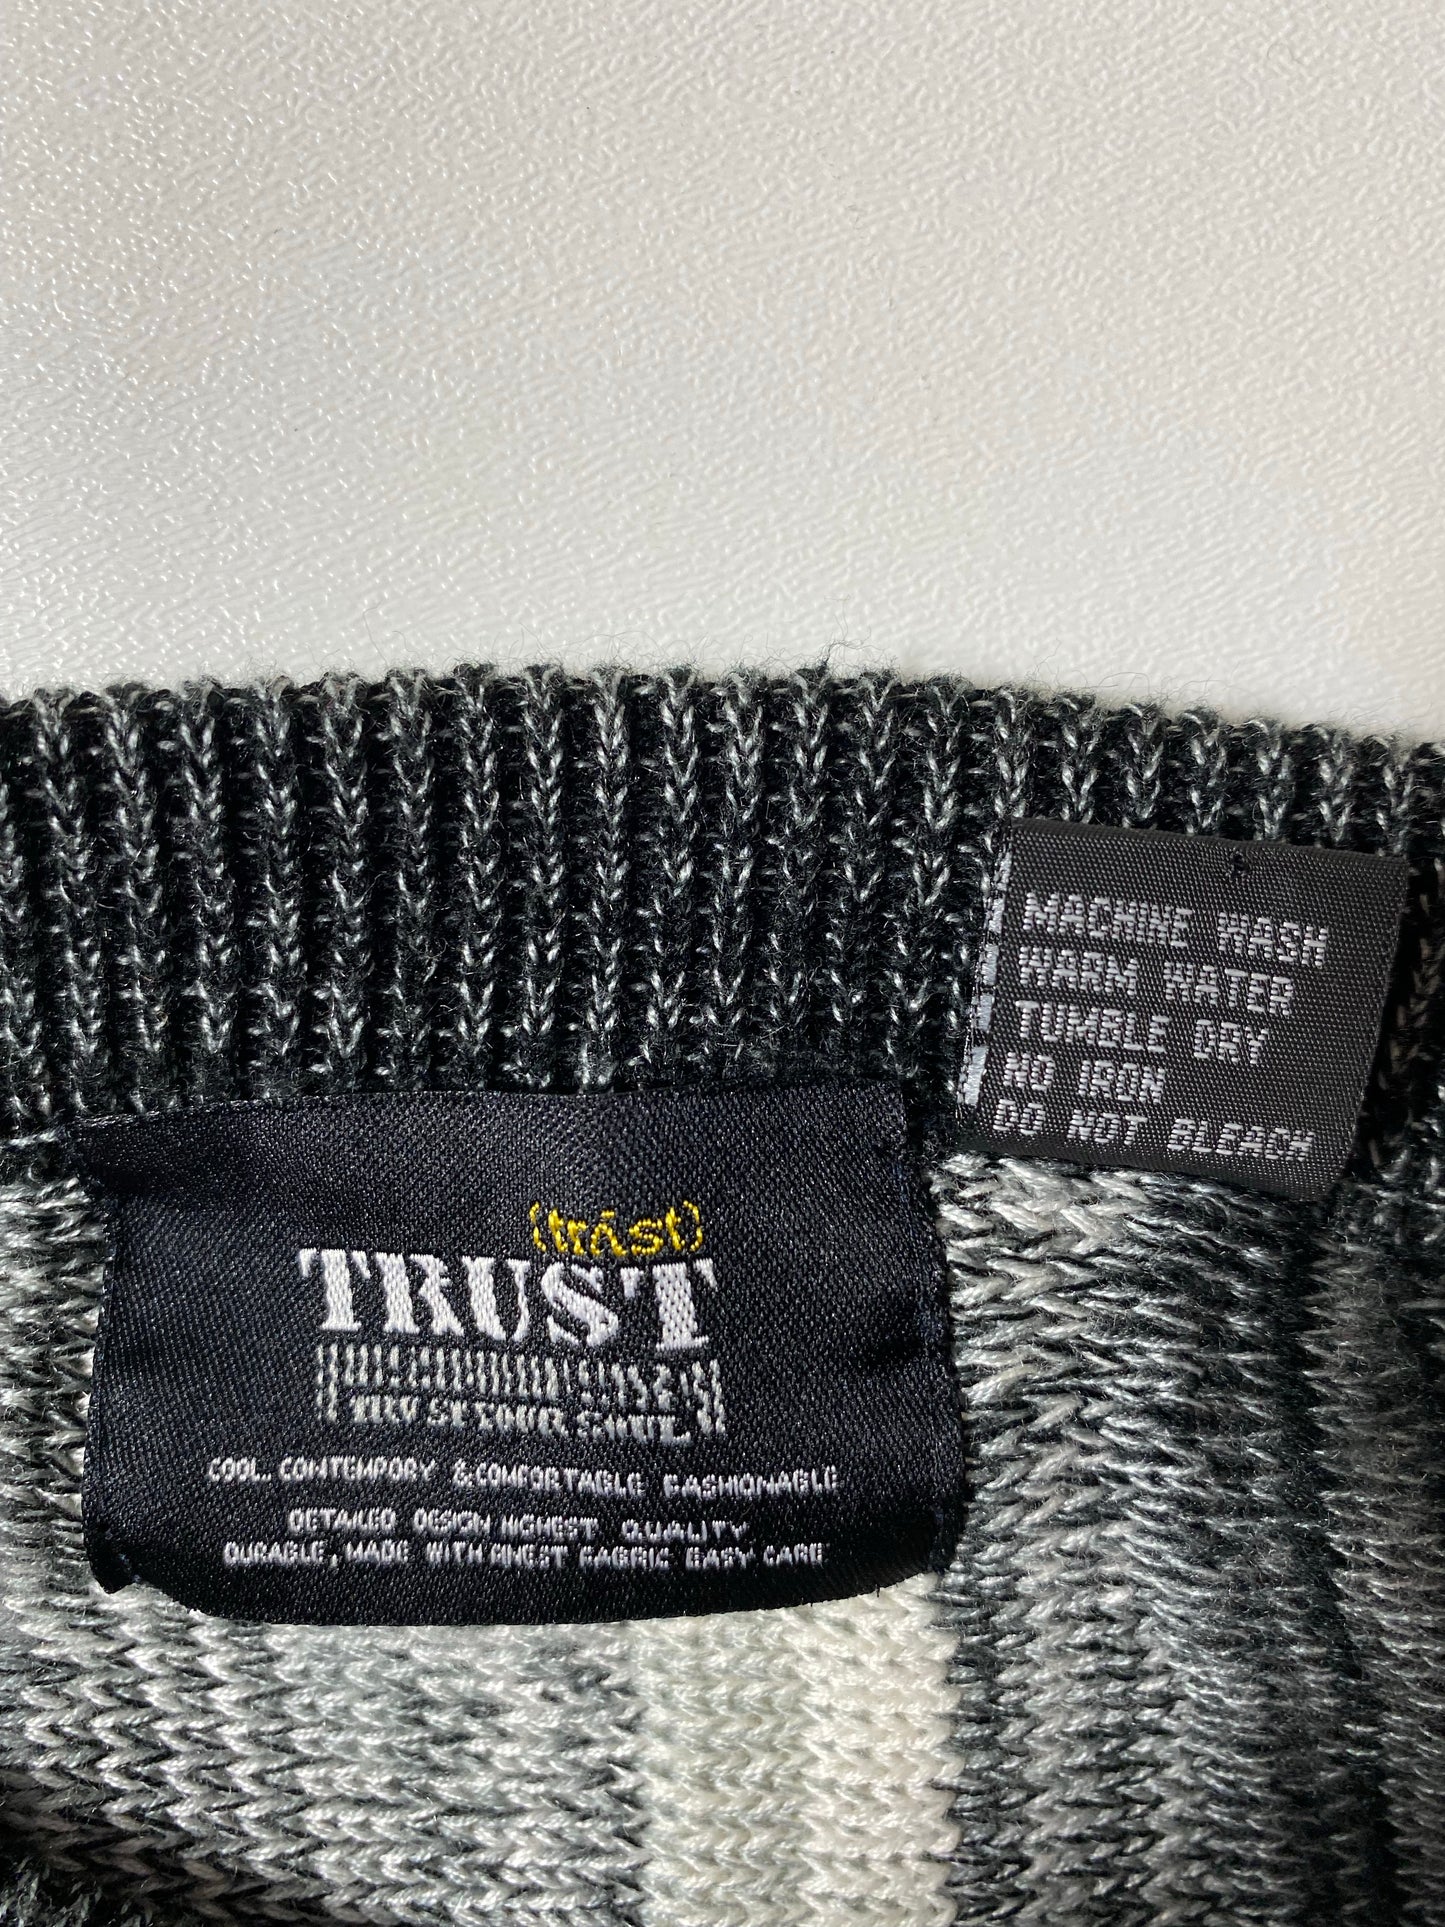 MACHINE WASH
WARM WATER
TUMBLE DRY
NO IRON
DO NOT BLEACH
(trást)
TRUST
TRUST YOUR SOUL
COOL. CONTEMPORY & COMFORTABLE FASHIONABLE
DETAILED DESIGN HIGHEST QUALITY
DURABLE, MADE WITH FINEST FABRIC EASY CARE